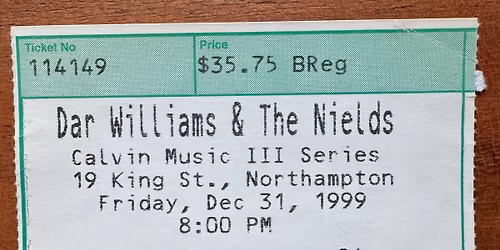 Ticket No Price
114149 $35.75 BReg
Dar Williams & The Nields
Calvin Music III Series
19 King St., Northampton
Friday, Dec 31, 1999
8:00 PM